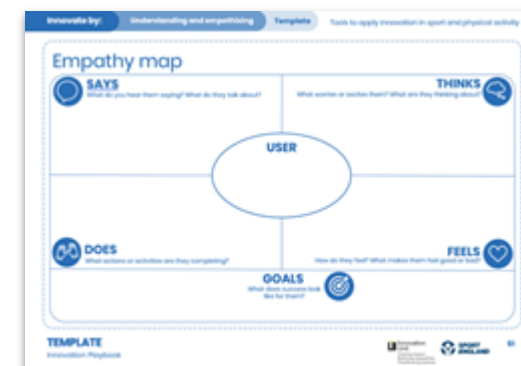 Innovate by: Understanding and empathising Template Tools to apply innovation in sport and physical activity
Empathy map
SAYS
What do you hear them saying? What do they talk about?
THINKS
What worries or excites them? What are they thinking about?
USER
DOES
What actions or activities are they completing?
FEELS
How do they feel? What makes them feel good or bad?
GOALS
What does success look
like for them?
TEMPLATE
Innovation Playbook
Innovation
Unit
SPORT
ENGLAND